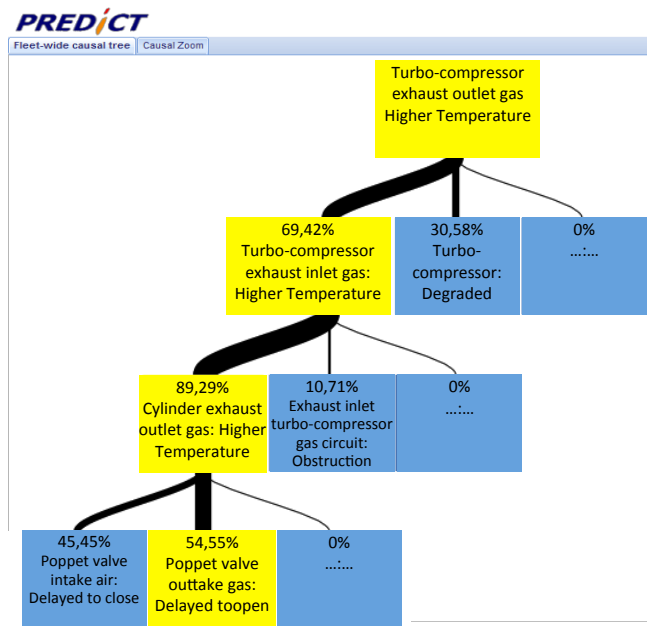 PREDiCT
Fleet-wide causal tree
Causal Zoom
Turbo-compressor
exhaust outlet gas
Higher Temperature
69,42%
Turbo-compressor
exhaust inlet gas:
Higher Temperature
30,58%
Turbo-
compressor:
Degraded
0%
...:...
89,29%
Cylinder exhaust
outlet gas: Higher
Temperature
10,71%
Exhaust inlet
turbo-compressor
gas circuit:
Obstruction
0%
...:...
45,45%
Poppet valve
intake air:
Delayed to close
54,55%
Poppet valve
outtake gas:
Delayed toopen
0%
...:...